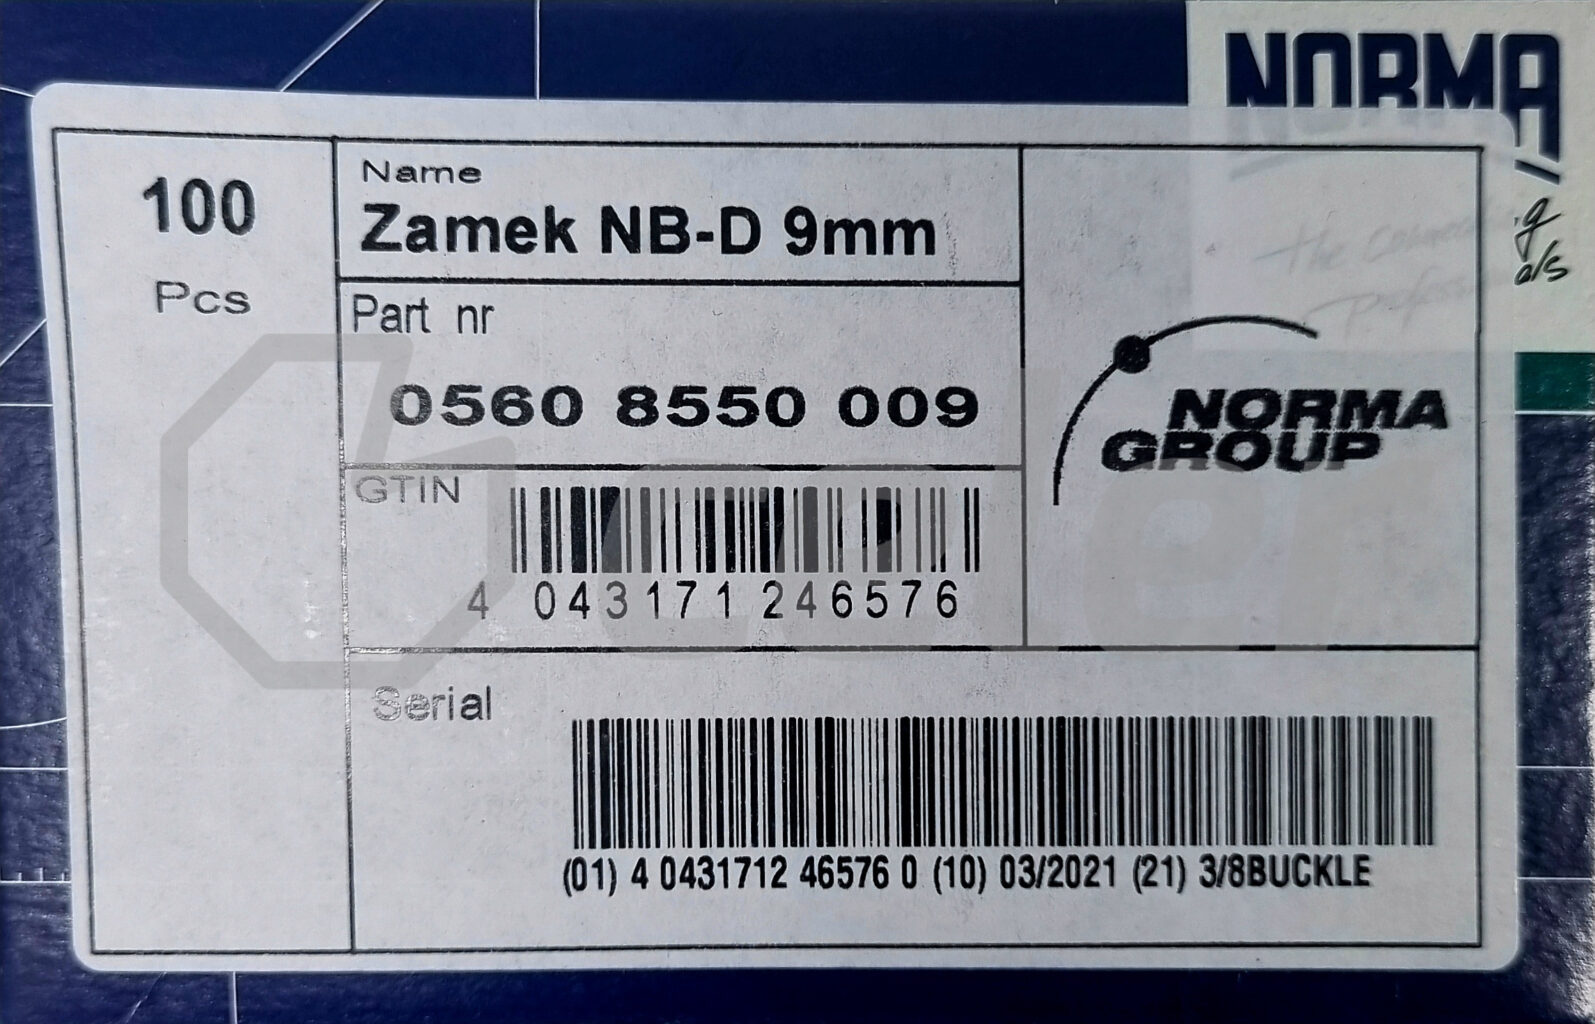 NORMA
100
Pcs
Name
Zamek NB-D 9mm
Part nr
0560 8550 009
NORMA
GROUP
GTIN
4 043171 246576
Serial
(01) 4 0431712 46576 0 (10) 03/2021 (21) 3/8BUCKLE